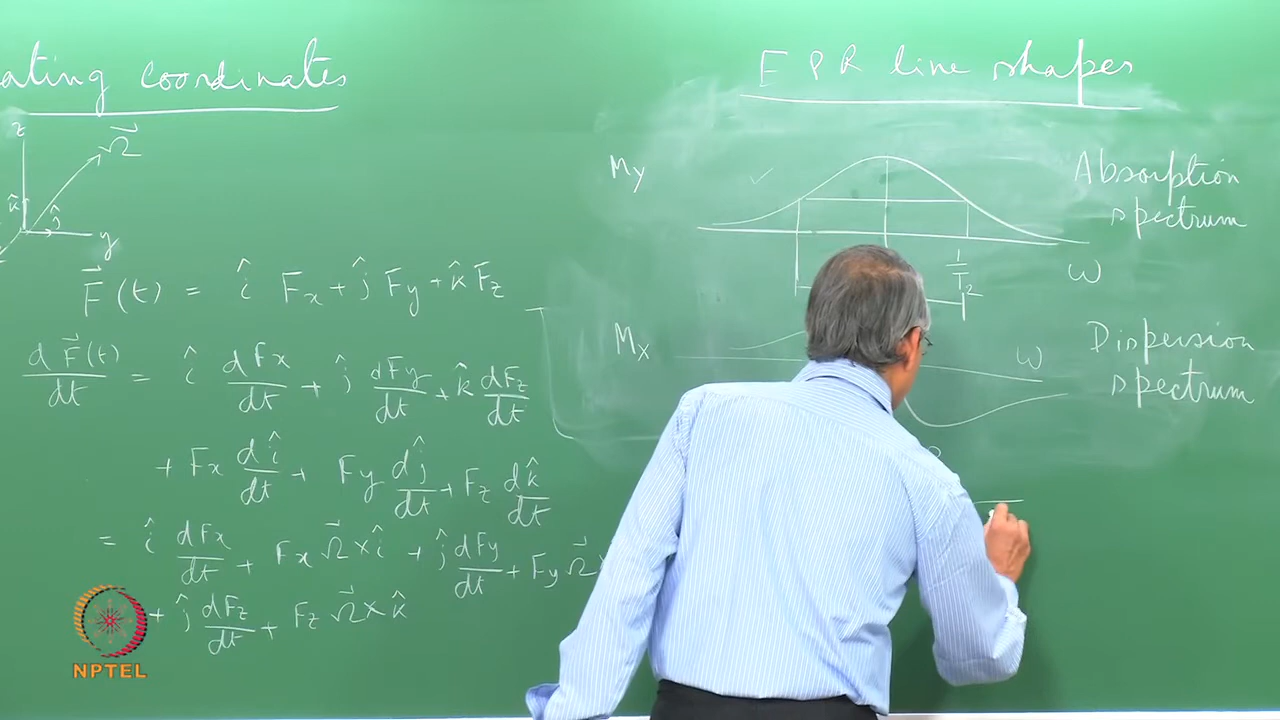 ating coordinates
z
Ω⃗
k̂
ĵ
y
F⃗(t) = î Fx + ĵ Fy + k̂ Fz
dF⃗(t)/dt = î dFx/dt + ĵ dFy/dt + k̂ dFz/dt
+ Fx dî/dt + Fy dĵ/dt + Fz dk̂/dt
= î dFx/dt + Fx Ω⃗ × î + ĵ dFy/dt + Fy Ω⃗
+ ĵ dFz/dt + Fz Ω⃗ × k̂
NPTEL
EPR line shapes
My
Absorption
spectrum
1/T2
ω
Mx
ω
Dispersion
spectrum